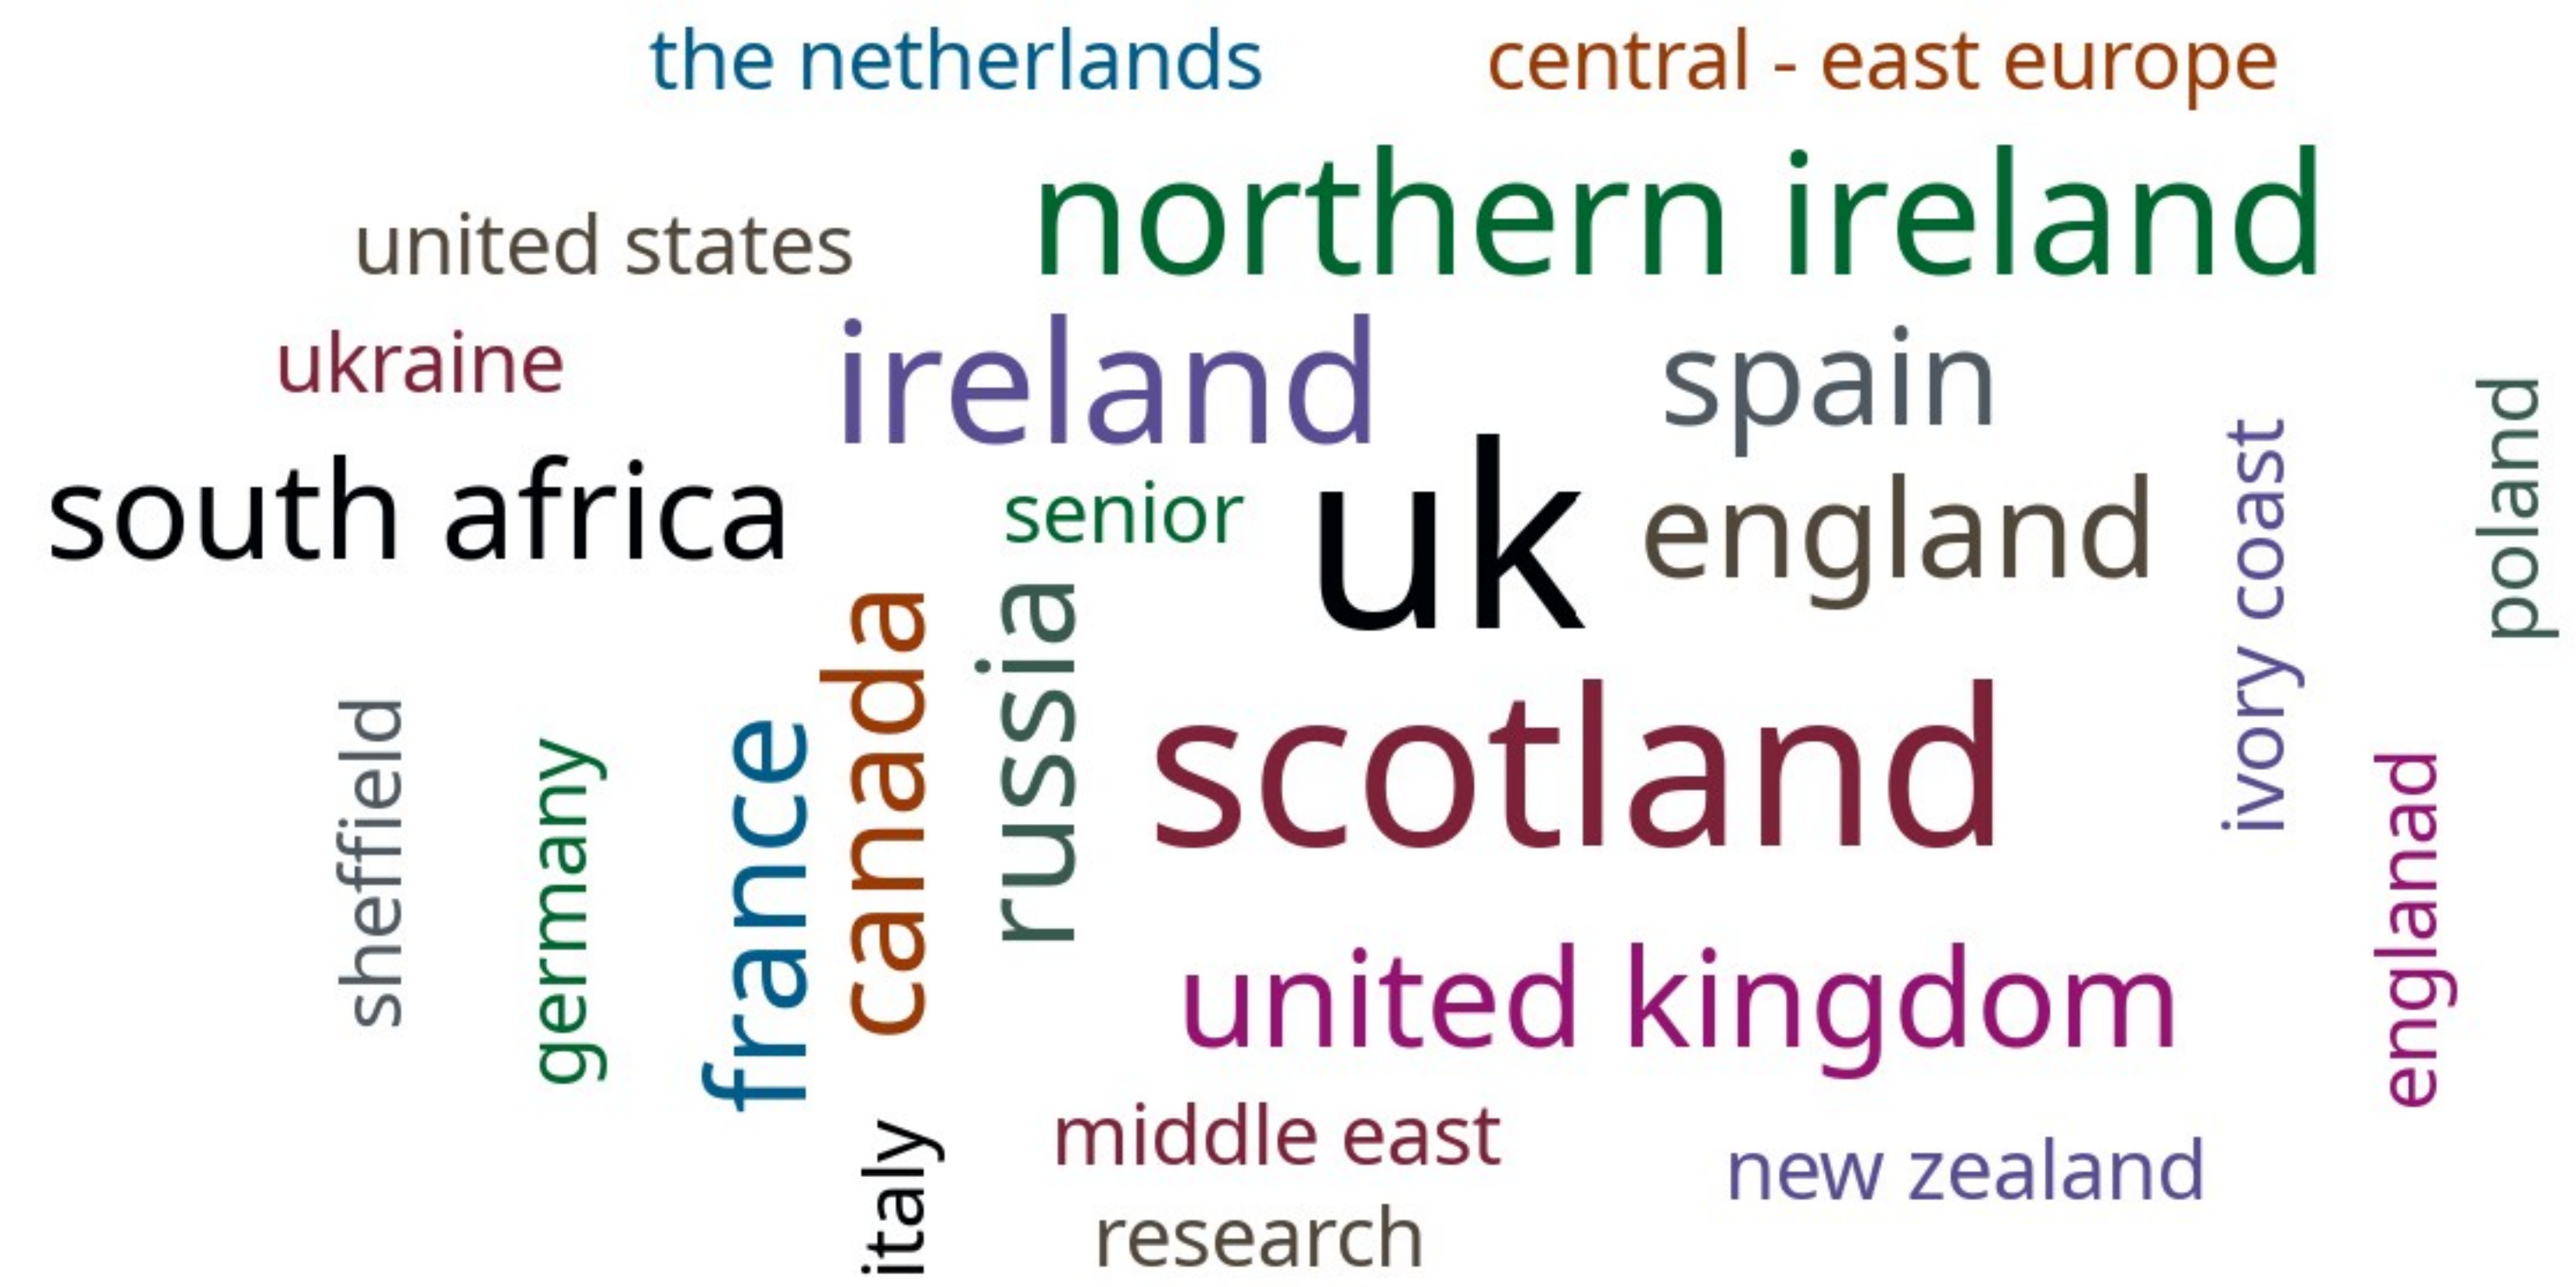 the netherlands
central - east europe
northern ireland
united states
ireland
spain
ukraine
south africa
senior
uk
england
ivory coast
poland
scotland
russia
canada
france
germany
sheffield
englanad
united kingdom
italy
middle east
new zealand
research